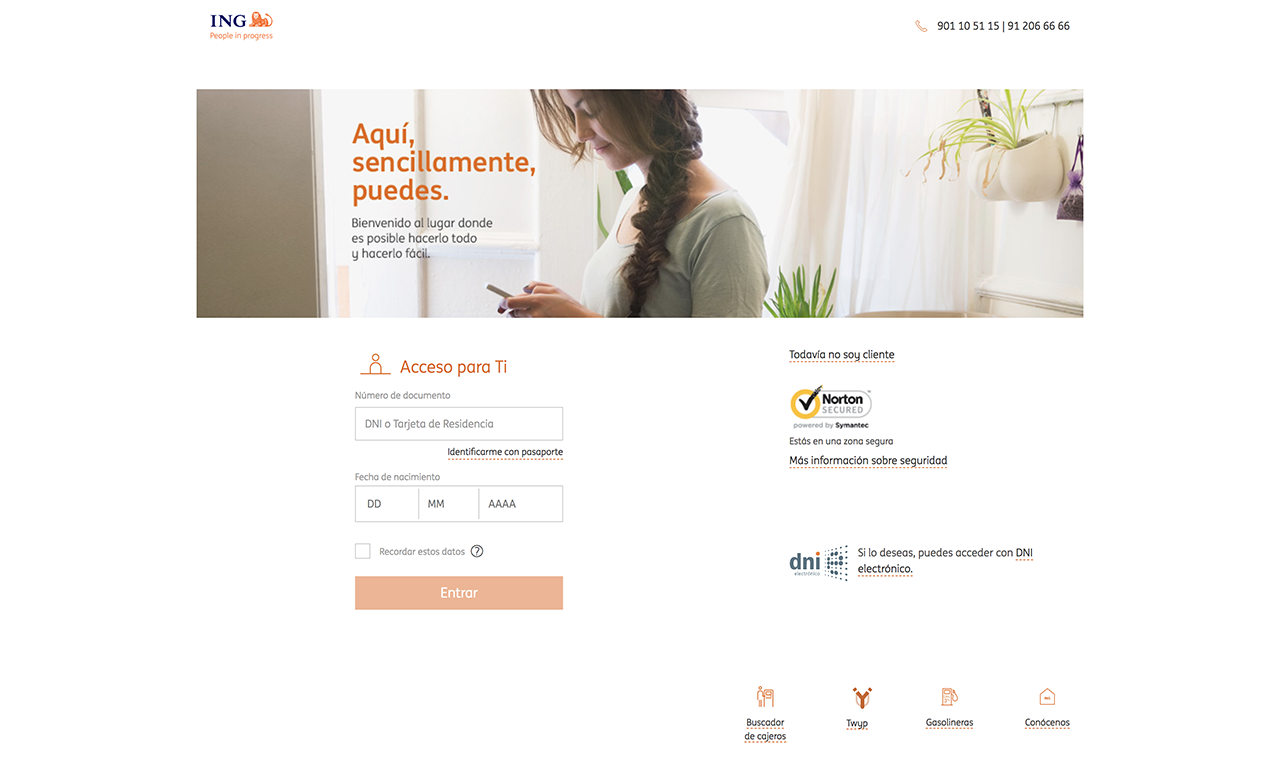 ING
People in progress
901 10 51 15 | 91 206 66 66
Aquí,
sencillamente,
puedes.
Bienvenido al lugar donde
es posible hacerlo todo
y hacerlo fácil.
Acceso para Ti
Número de documento
DNI o Tarjeta de Residencia
Identificarme con pasaporte
Fecha de nacimiento
DD MM AAAA
Recordar estos datos ?
Entrar
Todavía no soy cliente
Norton
SECURED
powered by Symantec
Estás en una zona segura
Más información sobre seguridad
dni
electrónico
Si lo deseas, puedes acceder con DNI
electrónico.
Buscador
de cajeros
Twyp
Gasolineras
Conócenos